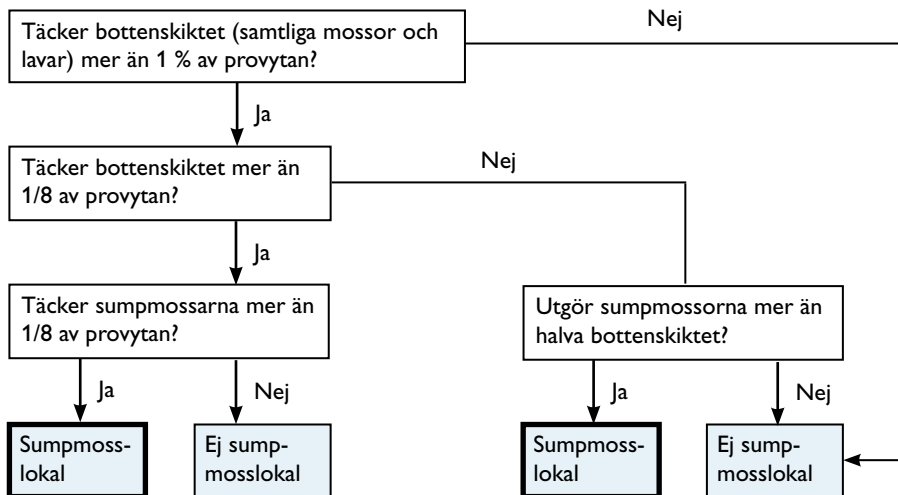 Täcker bottenskiktet (samtliga mossor och
lavar) mer än 1 % av provytan?
Nej
Ja
Täcker bottenskiktet mer än
1/8 av provytan?
Nej
Ja
Täcker sumpmossarna mer än
1/8 av provytan?
Utgör sumpmossorna mer än
halva bottenskiktet?
Ja
Nej
Ja
Nej
Sumpmoss-
lokal
Ej sump-
mosslokal
Sumpmoss-
lokal
Ej sump-
mosslokal